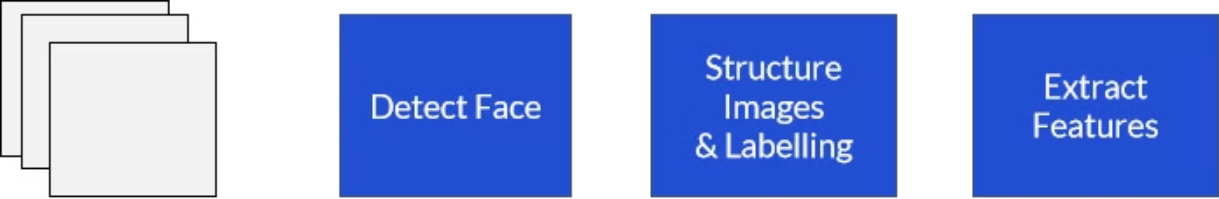 Detect Face
Structure
Images
& Labelling
Extract
Features